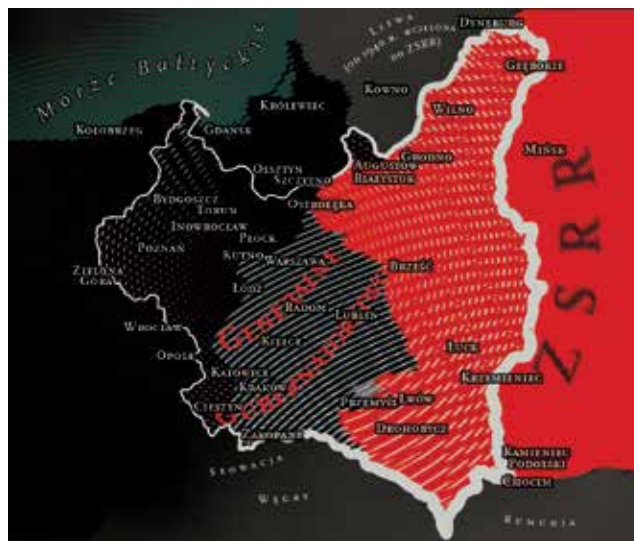 Morze Bałtyckie
Litwa
(od 1940 r. wcielona
do ZSRR)
Dyneburg
Głębokie
Królewiec
Kowno
Wilno
Kołobrzeg
Gdańsk
Mińsk
Olsztyn
Szczytno
Augustów
Grodno
Białystok
Bydgoszcz
Toruń
Ostrołęka
ZSRR
Inowrocław
Płock
Poznań
Kutno
Warszawa
Brześć
Zielona
Góra
Łódź
Generalne
Gubernatorstwo
Radom
Lublin
Wrocław
Kielce
Łuck
Opole
Katowice
Kraków
Krzemieniec
Cieszyn
Przemyśl
Lwów
Zakopane
Drohobycz
Słowacja
Kamieniec
Podolski
Chocim
Węgry
Rumunia